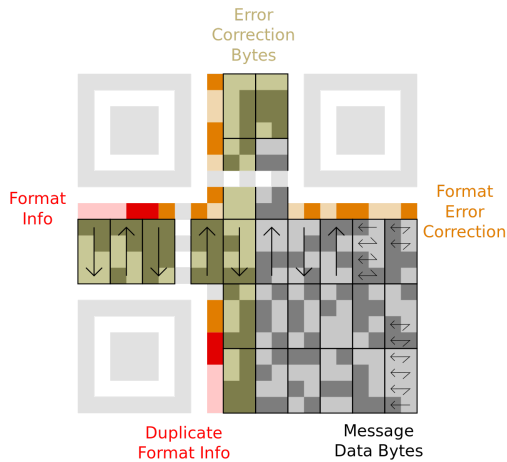 Error
Correction
Bytes
Format
Info
Format
Error
Correction
Duplicate
Format Info
Message
Data Bytes